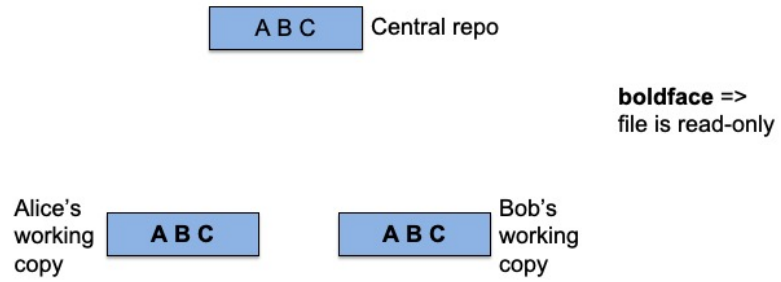 A B C
Central repo
boldface =>
file is read-only
Alice's
working
copy
A B C
A B C
Bob's
working
copy